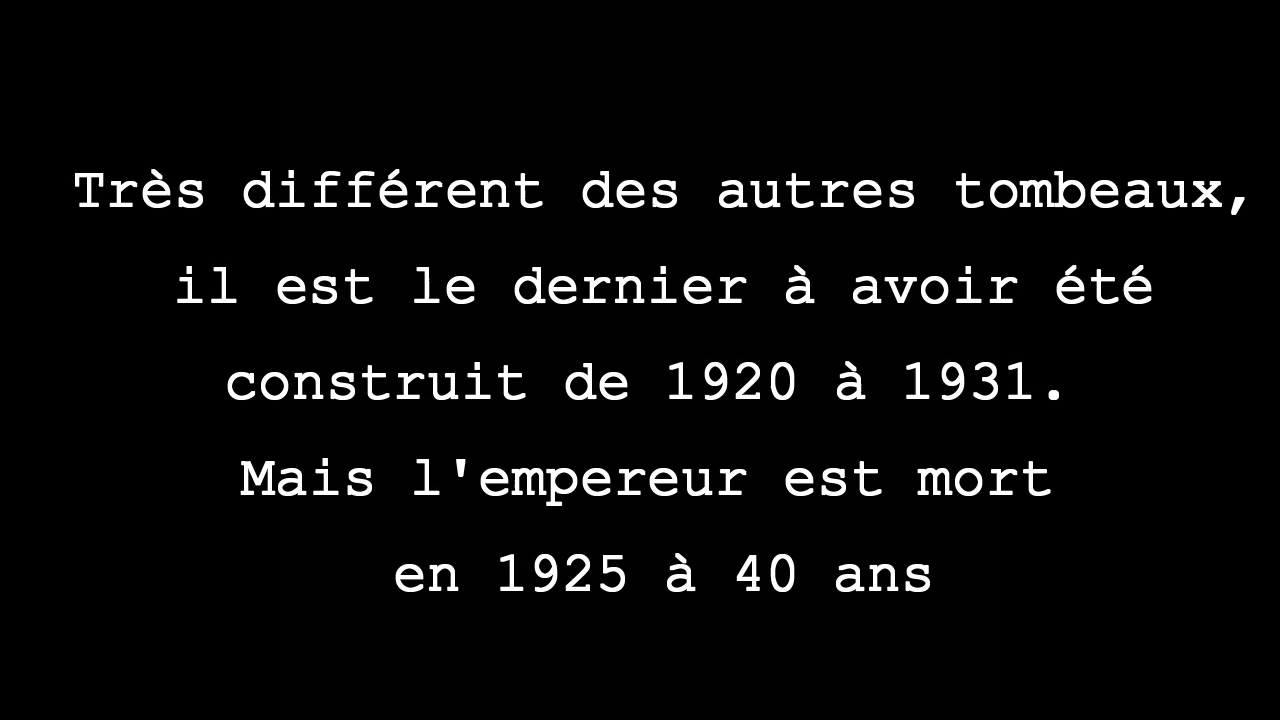 Très différent des autres tombeaux,
il est le dernier à avoir été
construit de 1920 à 1931.
Mais l'empereur est mort
en 1925 à 40 ans